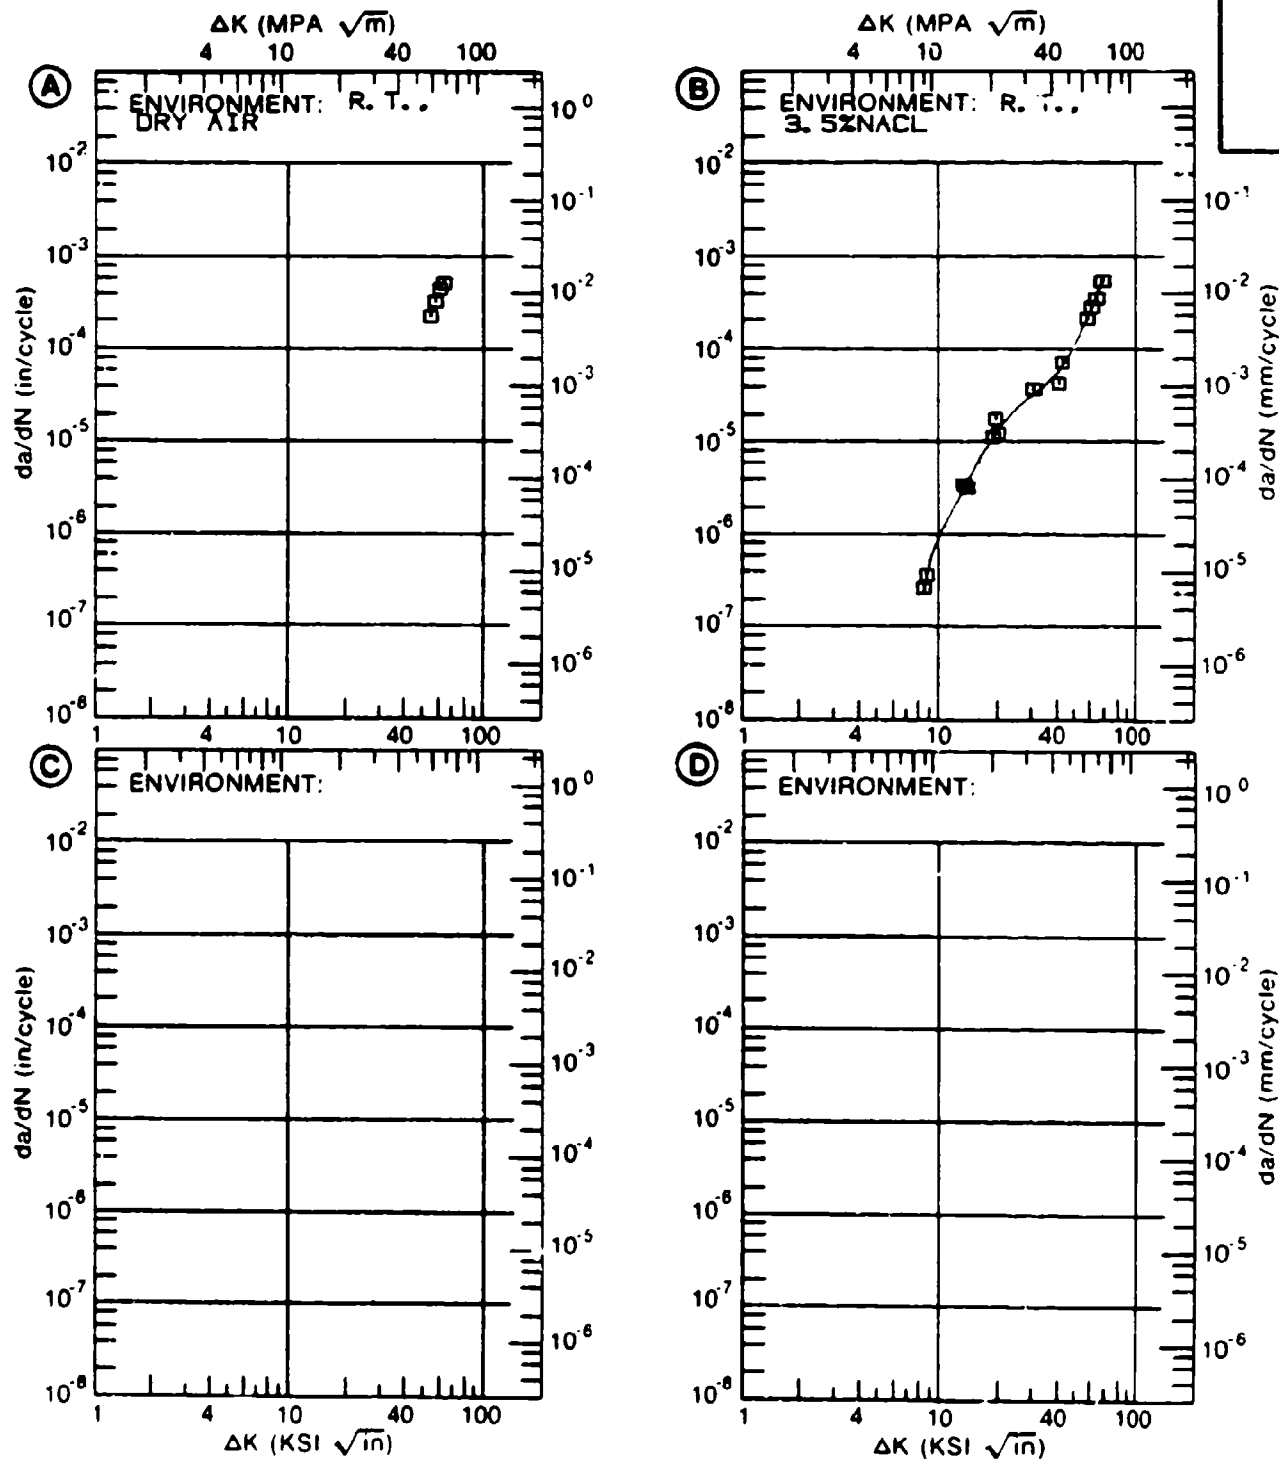 ΔK (MPA √m)
4 10 40 100
A
ENVIRONMENT: R. T..
DRY AIR
10⁻²
10⁻³
10⁻⁴
10⁻⁵
10⁻⁶
10⁻⁷
10⁻⁸
da/dN (in/cycle)
10⁰
10⁻¹
10⁻²
10⁻³
10⁻⁴
10⁻⁵
10⁻⁶
1 4 10 40 100
ΔK (MPA √m)
4 10 40 100
B
ENVIRONMENT: R. T..
3. 5%NACL
10⁻²
10⁻³
10⁻⁴
10⁻⁵
10⁻⁶
10⁻⁷
10⁻⁸
10⁻¹
10⁻²
10⁻³
10⁻⁴
10⁻⁵
10⁻⁶
da/dN (mm/cycle)
1 4 10 40 100
C
ENVIRONMENT:
10⁻²
10⁻³
10⁻⁴
10⁻⁵
10⁻⁶
10⁻⁷
10⁻⁸
da/dN (in/cycle)
10⁰
10⁻¹
10⁻²
10⁻³
10⁻⁴
10⁻⁵
10⁻⁶
1 4 10 40 100
ΔK (KSI √in)
D
ENVIRONMENT:
10⁻²
10⁻³
10⁻⁴
10⁻⁵
10⁻⁶
10⁻⁷
10⁻⁸
10⁰
10⁻¹
10⁻²
10⁻³
10⁻⁴
10⁻⁵
10⁻⁶
da/dN (mm/cycle)
1 4 10 40 100
ΔK (KSI √in)